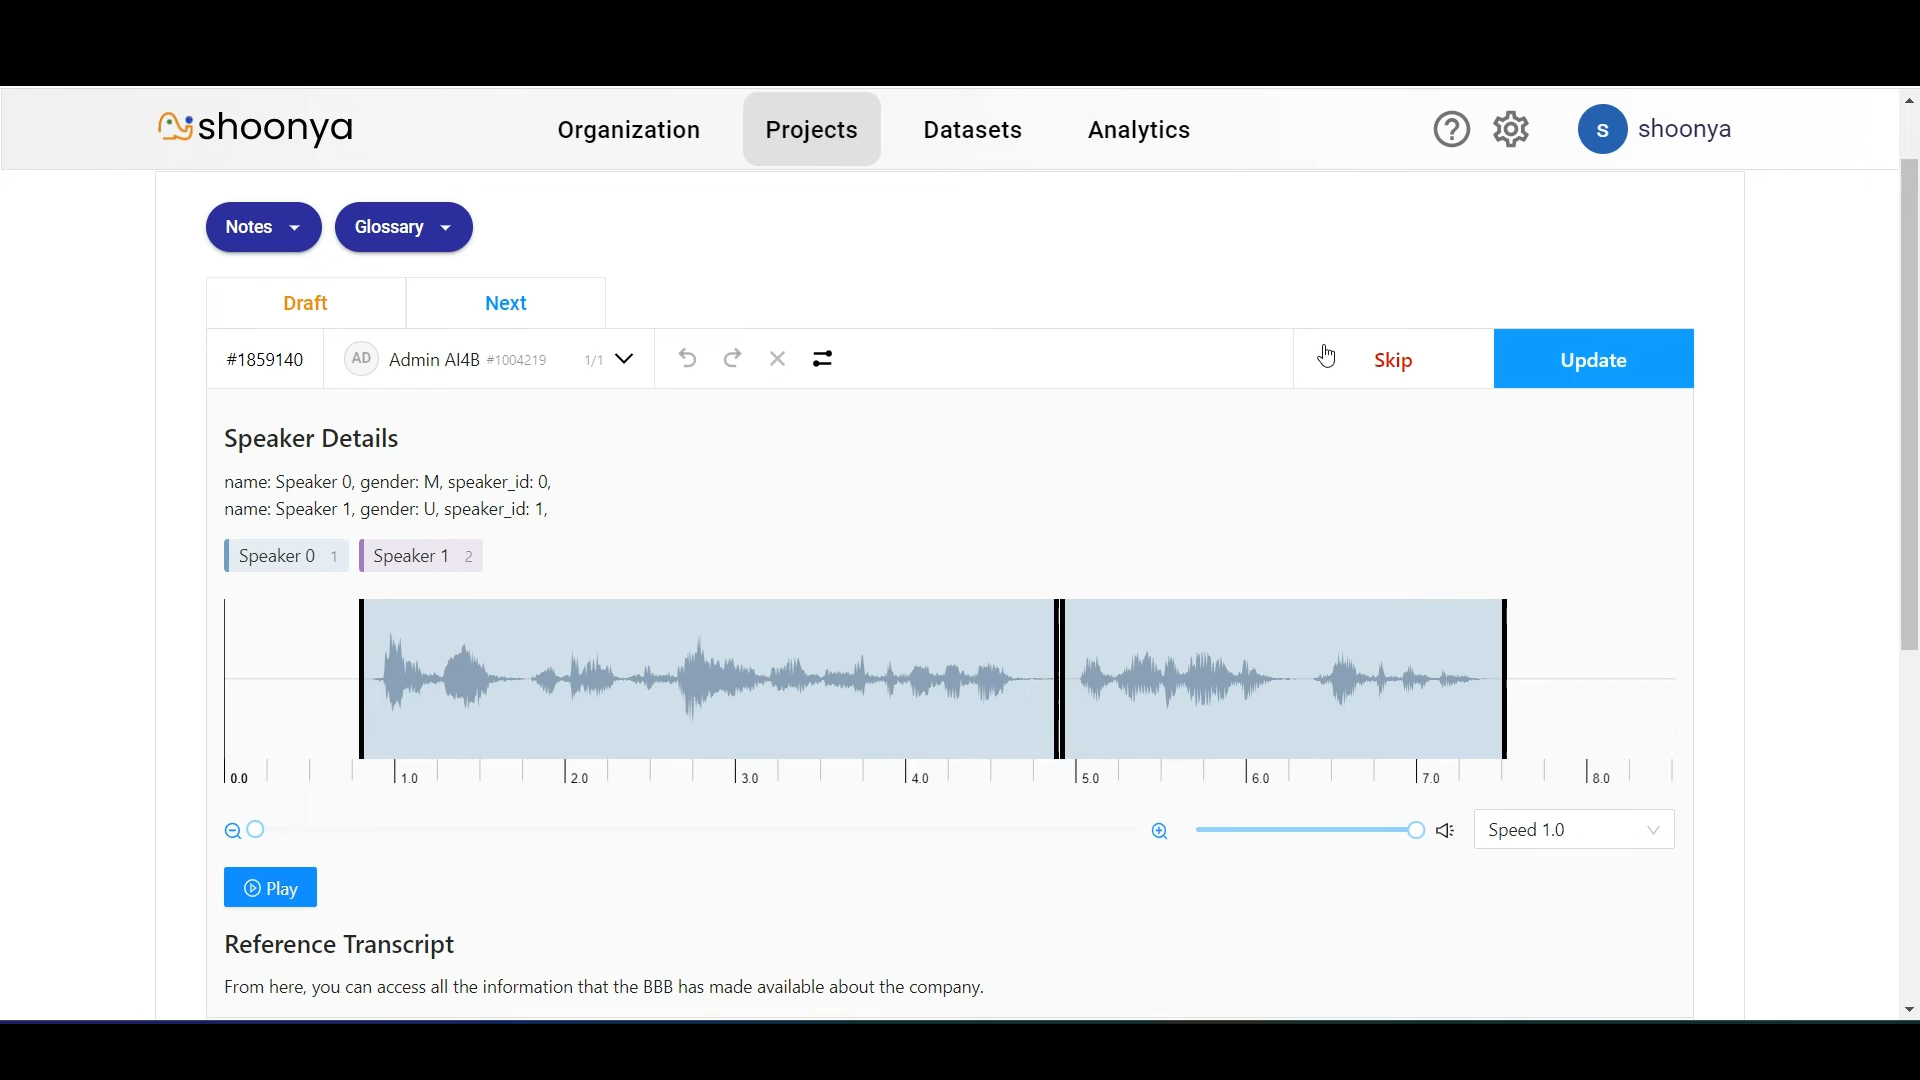 shoonya
Organization
Projects
Datasets
Analytics
S
shoonya
Notes
Glossary
Draft
Next
#1859140
AD
Admin AI4B #1004219
1/1
Skip
Update
Speaker Details
name: Speaker 0, gender: M, speaker_id: 0,
name: Speaker 1, gender: U, speaker_id: 1,
Speaker 0 1
Speaker 1 2
0.0 1.0 2.0 3.0 4.0 5.0 6.0 7.0 8.0
Speed 1.0
Play
Reference Transcript
From here, you can access all the information that the BBB has made available about the company.